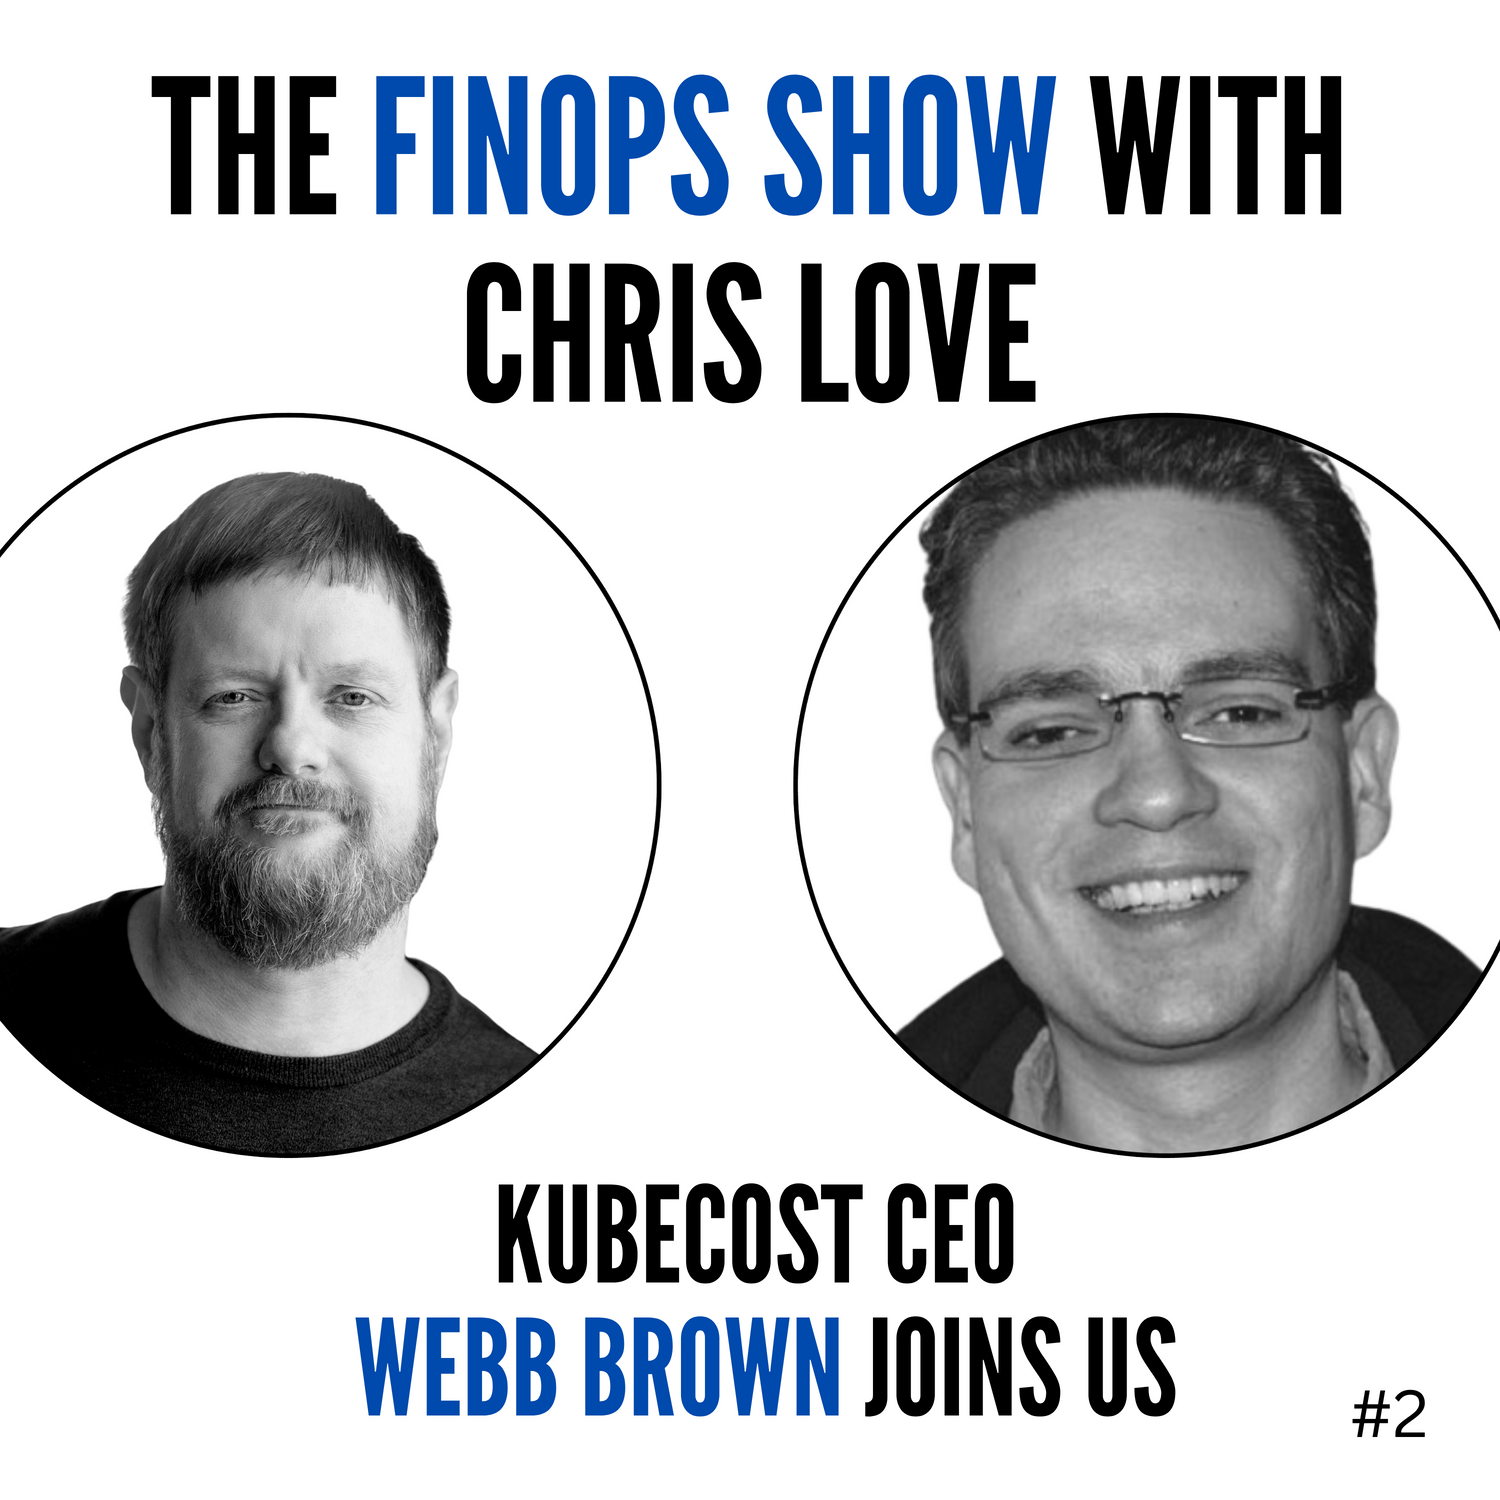 THE FINOPS SHOW WITH
CHRIS LOVE
KUBECOST CEO
WEBB BROWN JOINS US
#2